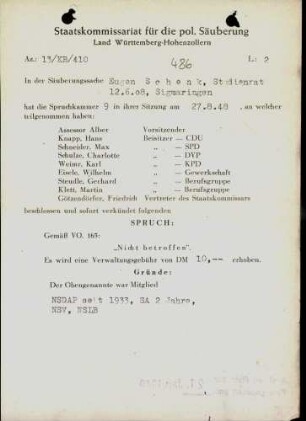 Staatskommissariat für die pol. Säuberung
Land Württemberg-Hohenzollern
Az.: 13/KR/410
486
L: 2
In der Säuberungssache Eugen Schenk, Studienrat
12.6.08, Sigmaringen
hat die Spruchkammer 9 in ihrer Sitzung am 27.8.48, an welcher
teilgenommen haben:
Assessor Alber Vorsitzender
Knapp, Hans Beisitzer — CDU
Schneider, Max „ — SPD
Schulze, Charlotte „ — DVP
Weimer, Karl „ — KPD
Eisele, Wilhelm „ — Gewerkschaft
Steudle, Gerhard „ — Berufsgruppe
Klett, Martin „ — Berufsgruppe
Götzendörfer, Friedrich Vertreter des Staatskommissars
beschlossen und sofort verkündet folgenden
SPRUCH:
Gemäß VO. 165:
„Nicht betroffen".
Es wird eine Verwaltungsgebühr von DM 10,-- erhoben.
Gründe:
Der Obengenannte war Mitglied
NSDAP seit 1933, SA 2 Jahre,
NSV, NSLB